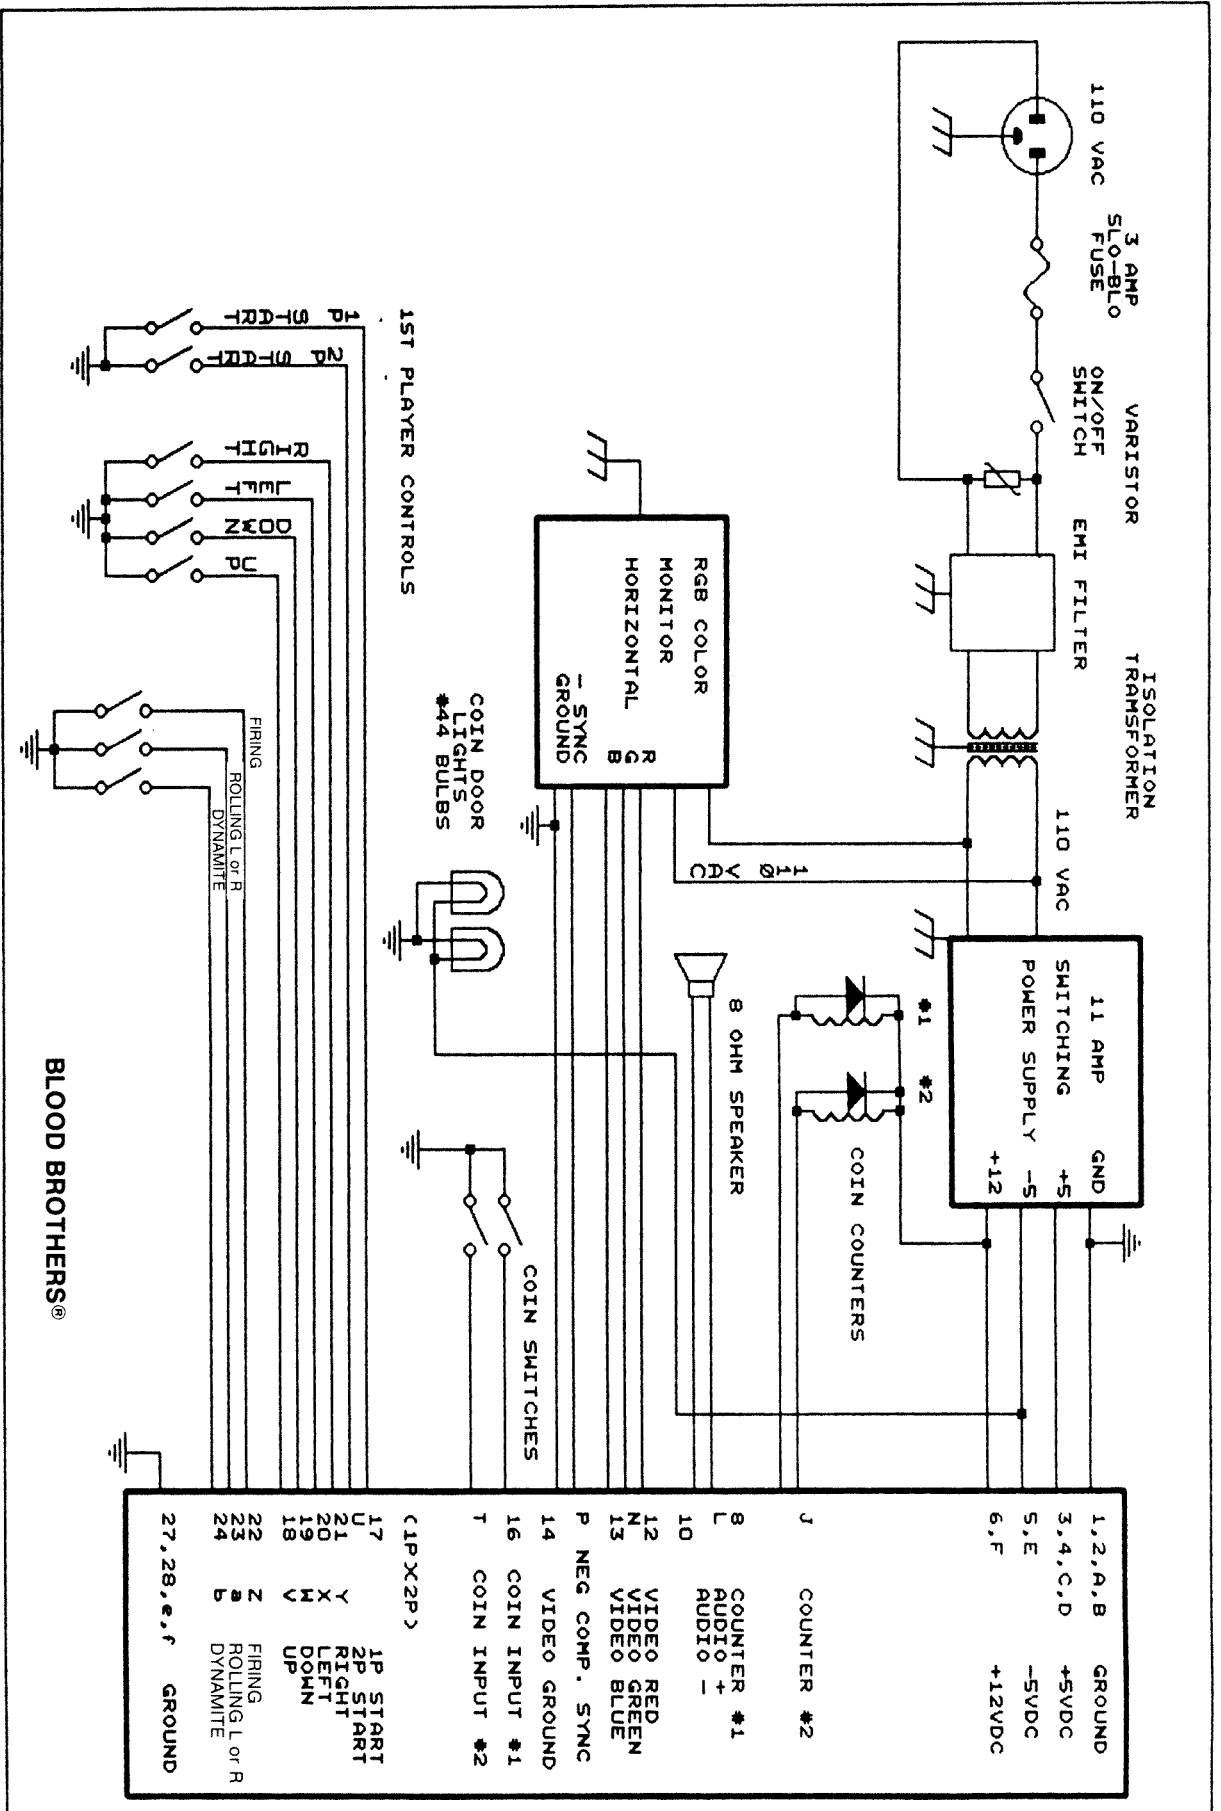 110 VAC
3 AMP
SLO-BLO
FUSE
ON/OFF
SWITCH
VARISTOR
EMI FILTER
ISOLATION
TRAMSFORMER
110 VAC
11 AMP
SWITCHING
POWER SUPPLY
GND
+5
-5
+12
110 VAC
RGB COLOR
MONITOR
HORIZONTAL
R
G
B
- SYNC
GROUND
#1
#2
COIN COUNTERS
8 OHM SPEAKER
COIN DOOR
LIGHTS
#44 BULBS
COIN SWITCHES
1ST PLAYER CONTROLS
1P START
2P START
RIGHT
LEFT
DOWN
UP
FIRING
ROLLING L or R
DYNAMITE
1,2,A,B GROUND
3,4,C,D +5VDC
5,E -5VDC
6,F +12VDC
J COUNTER #2
8 COUNTER #1
L AUDIO +
10 AUDIO -
12 VIDEO RED
N VIDEO GREEN
13 VIDEO BLUE
P NEG COMP. SYNC
14 VIDEO GROUND
16 COIN INPUT #1
T COIN INPUT #2
(1PX2P)
17 1P START
U 2P START
21 Y RIGHT
20 X LEFT
19 W DOWN
18 V UP
22 Z FIRING
23 a ROLLING L or R
24 b DYNAMITE
27,28,e,f GROUND
BLOOD BROTHERS®